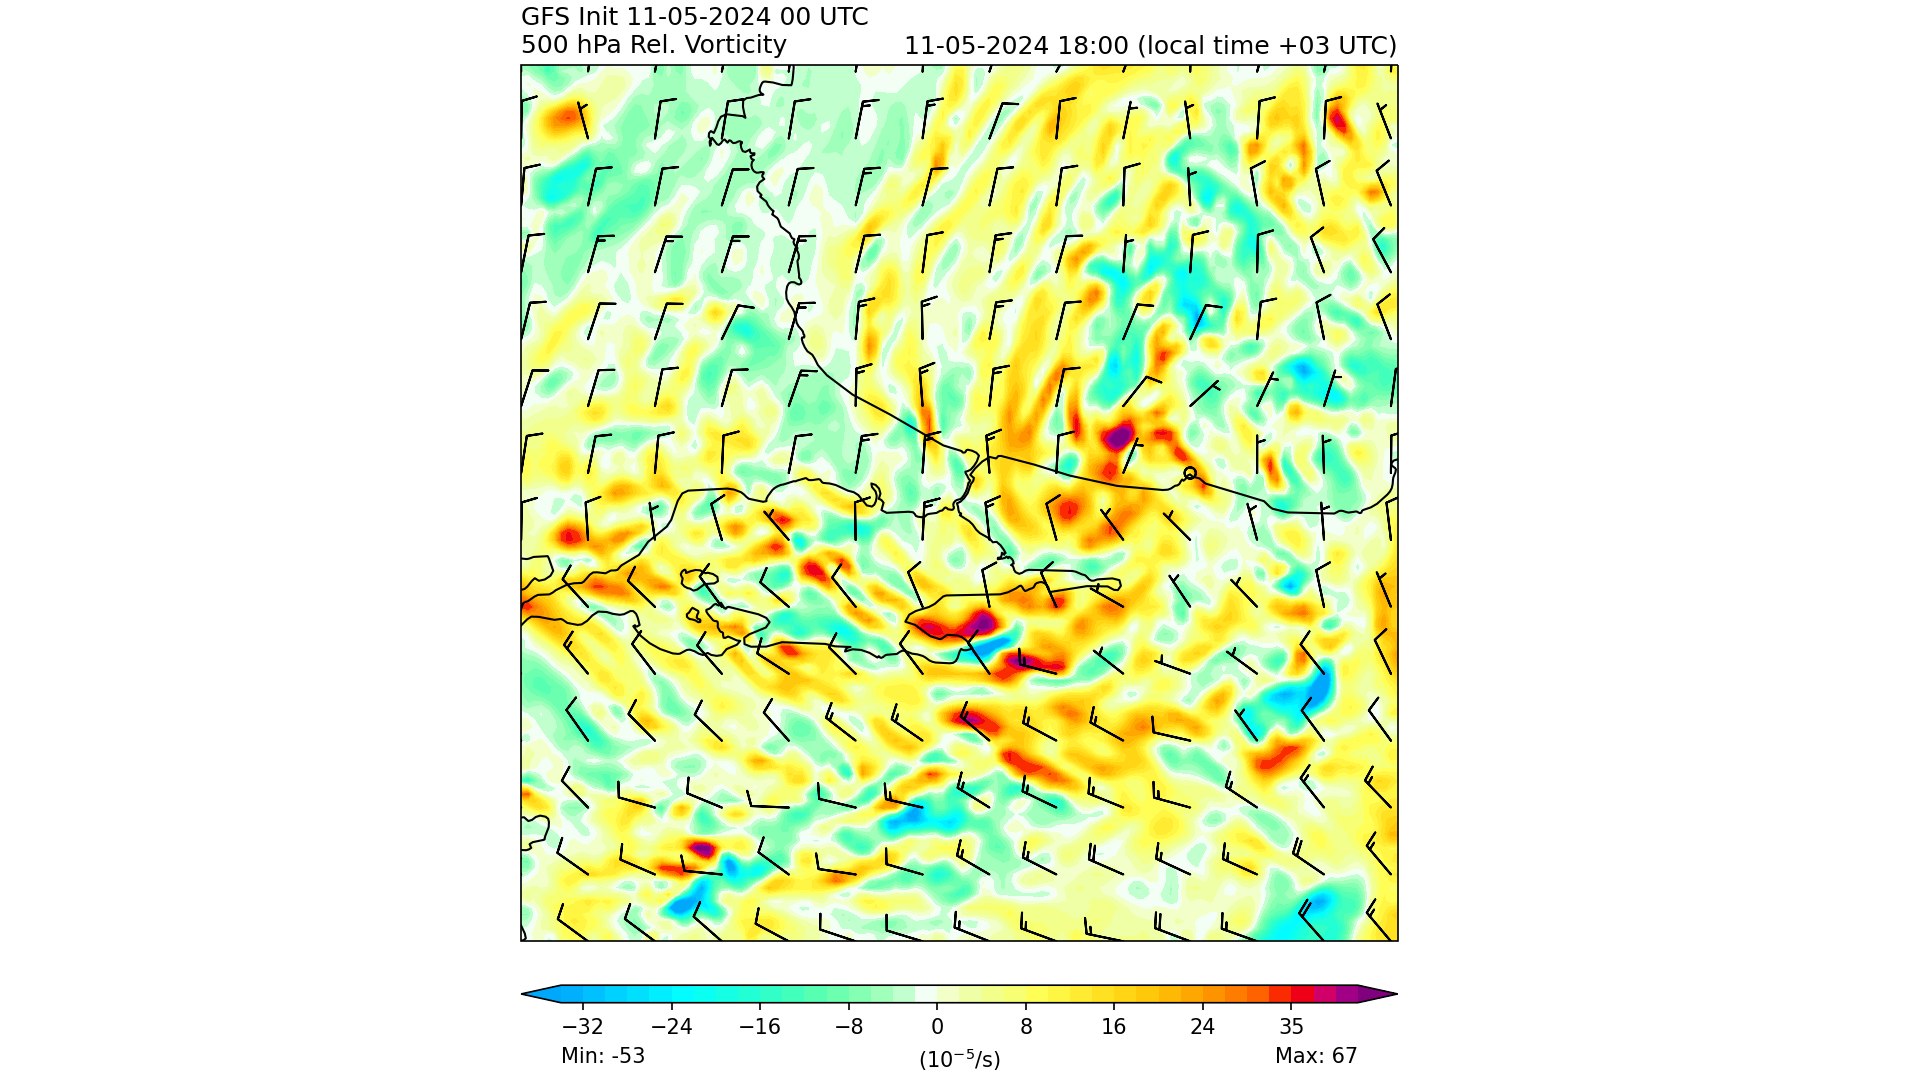 GFS Init 11-05-2024 00 UTC
500 hPa Rel. Vorticity
11-05-2024 18:00 (local time +03 UTC)
−32 −24 −16 −8 0 8 16 24 35
Min: -53 (10⁻⁵/s) Max: 67